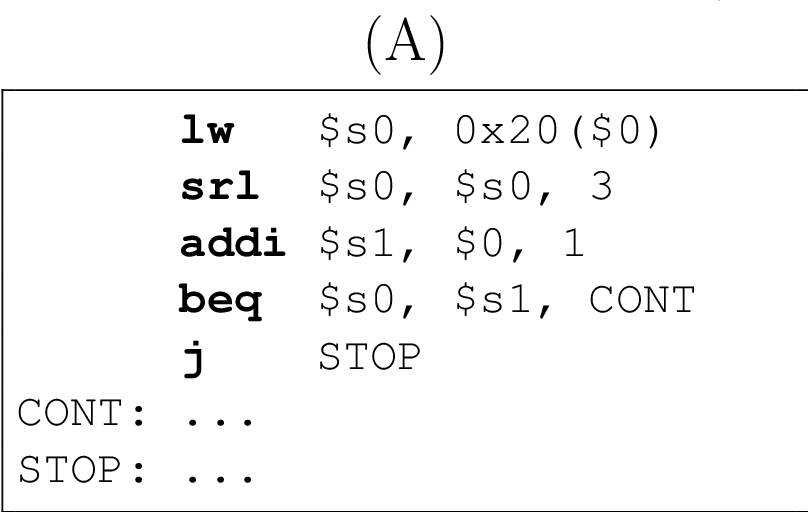 (A)
lw $s0, 0x20($0)
srl $s0, $s0, 3
addi $s1, $0, 1
beq $s0, $s1, CONT
j STOP
CONT: ...
STOP: ...